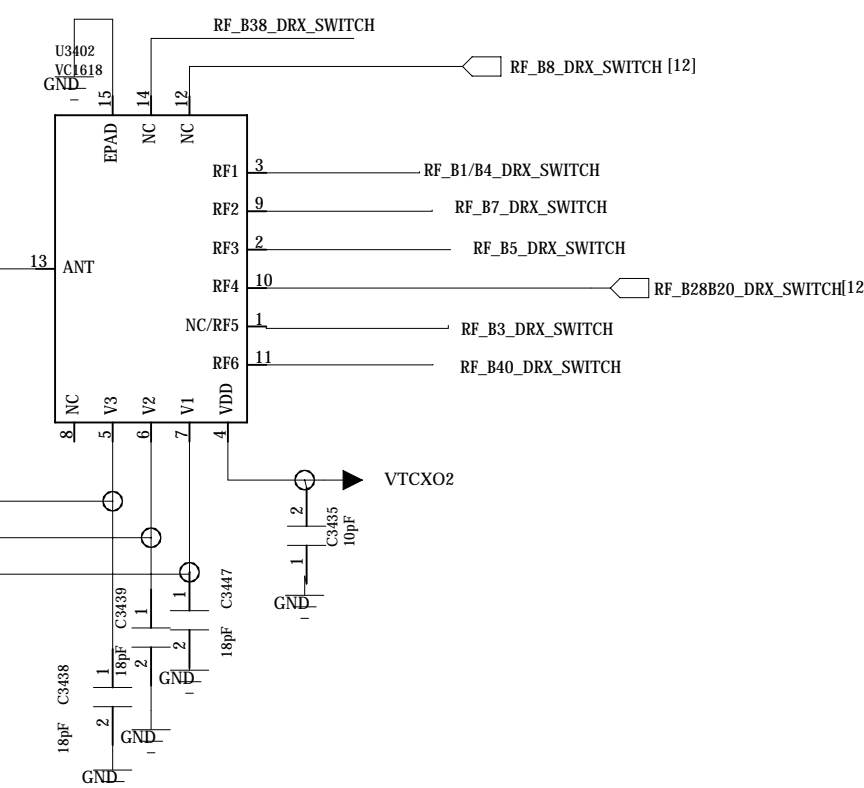 RF_B38_DRX_SWITCH
U3402
VC1618
GND
RF_B8_DRX_SWITCH [12]
15
14
12
EPAD
NC
NC
RF1
3
RF_B1/B4_DRX_SWITCH
RF2
9
RF_B7_DRX_SWITCH
RF3
2
RF_B5_DRX_SWITCH
13
ANT
RF4
10
RF_B28B20_DRX_SWITCH[12
NC/RF5
1
RF_B3_DRX_SWITCH
RF6
11
RF_B40_DRX_SWITCH
NC
V3
V2
V1
VDD
8
5
6
7
4
VTCXO2
2
C3435
10pF
1
GND
1
C3447
18pF
2
GND
1
C3439
18pF
2
GND
1
C3438
18pF
2
GND